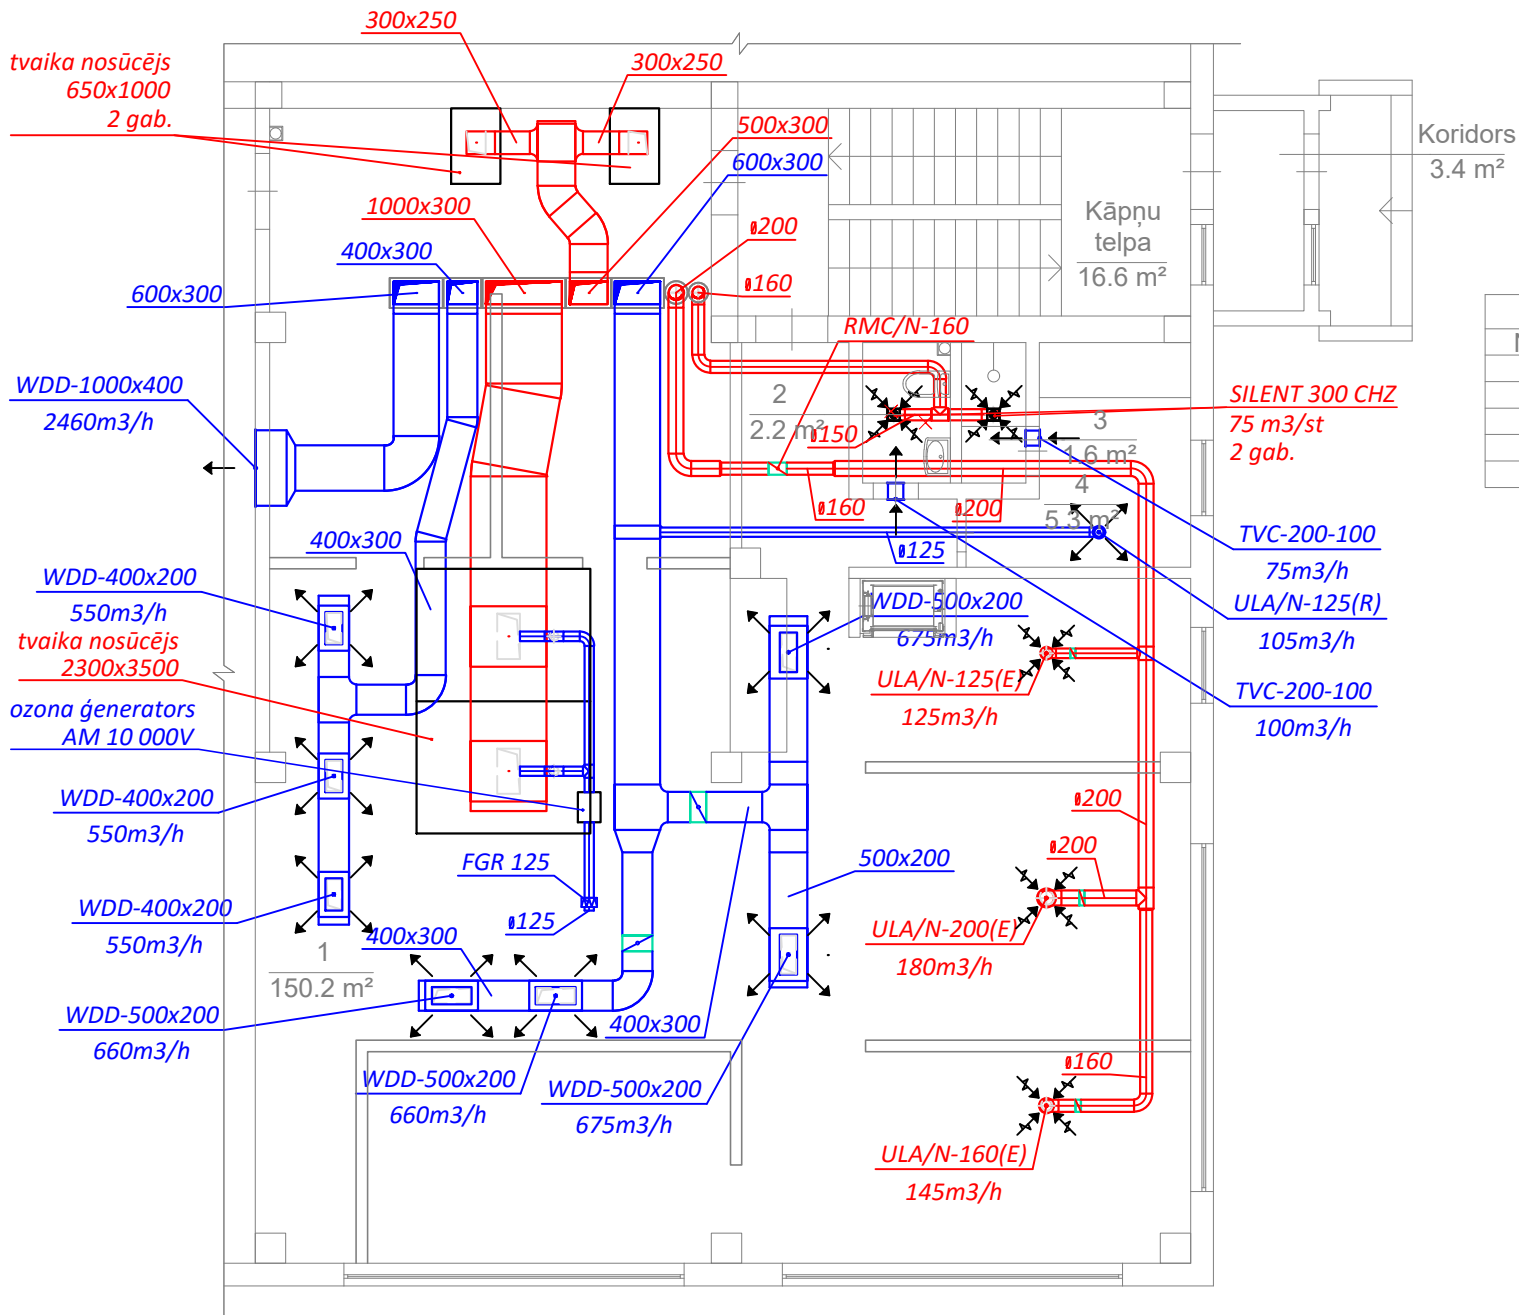 300x250
tvaika nosūcējs
650x1000
2 gab.
300x250
500x300
600x300
Koridors
3.4 m²
1000x300
Kāpņu
telpa
16.6 m²
ø200
400x300
600x300
ø160
RMC/N-160
WDD-1000x400
2460m3/h
SILENT 300 CHZ
75 m3/st
2 gab.
2
2.2 m²
ø150
3
1.6 m²
4
5.3 m²
ø160
ø200
400x300
ø125
TVC-200-100
75m3/h
WDD-400x200
550m3/h
WDD-500x200
675m3/h
ULA/N-125(R)
105m3/h
tvaika nosūcējs
2300x3500
ULA/N-125(E)
125m3/h
TVC-200-100
100m3/h
ozona ģenerators
AM 10 000V
WDD-400x200
550m3/h
ø200
ø200
FGR 125
500x200
WDD-400x200
550m3/h
ø125
ULA/N-200(E)
180m3/h
1
150.2 m²
400x300
WDD-500x200
660m3/h
400x300
WDD-500x200
660m3/h
WDD-500x200
675m3/h
ø160
ULA/N-160(E)
145m3/h